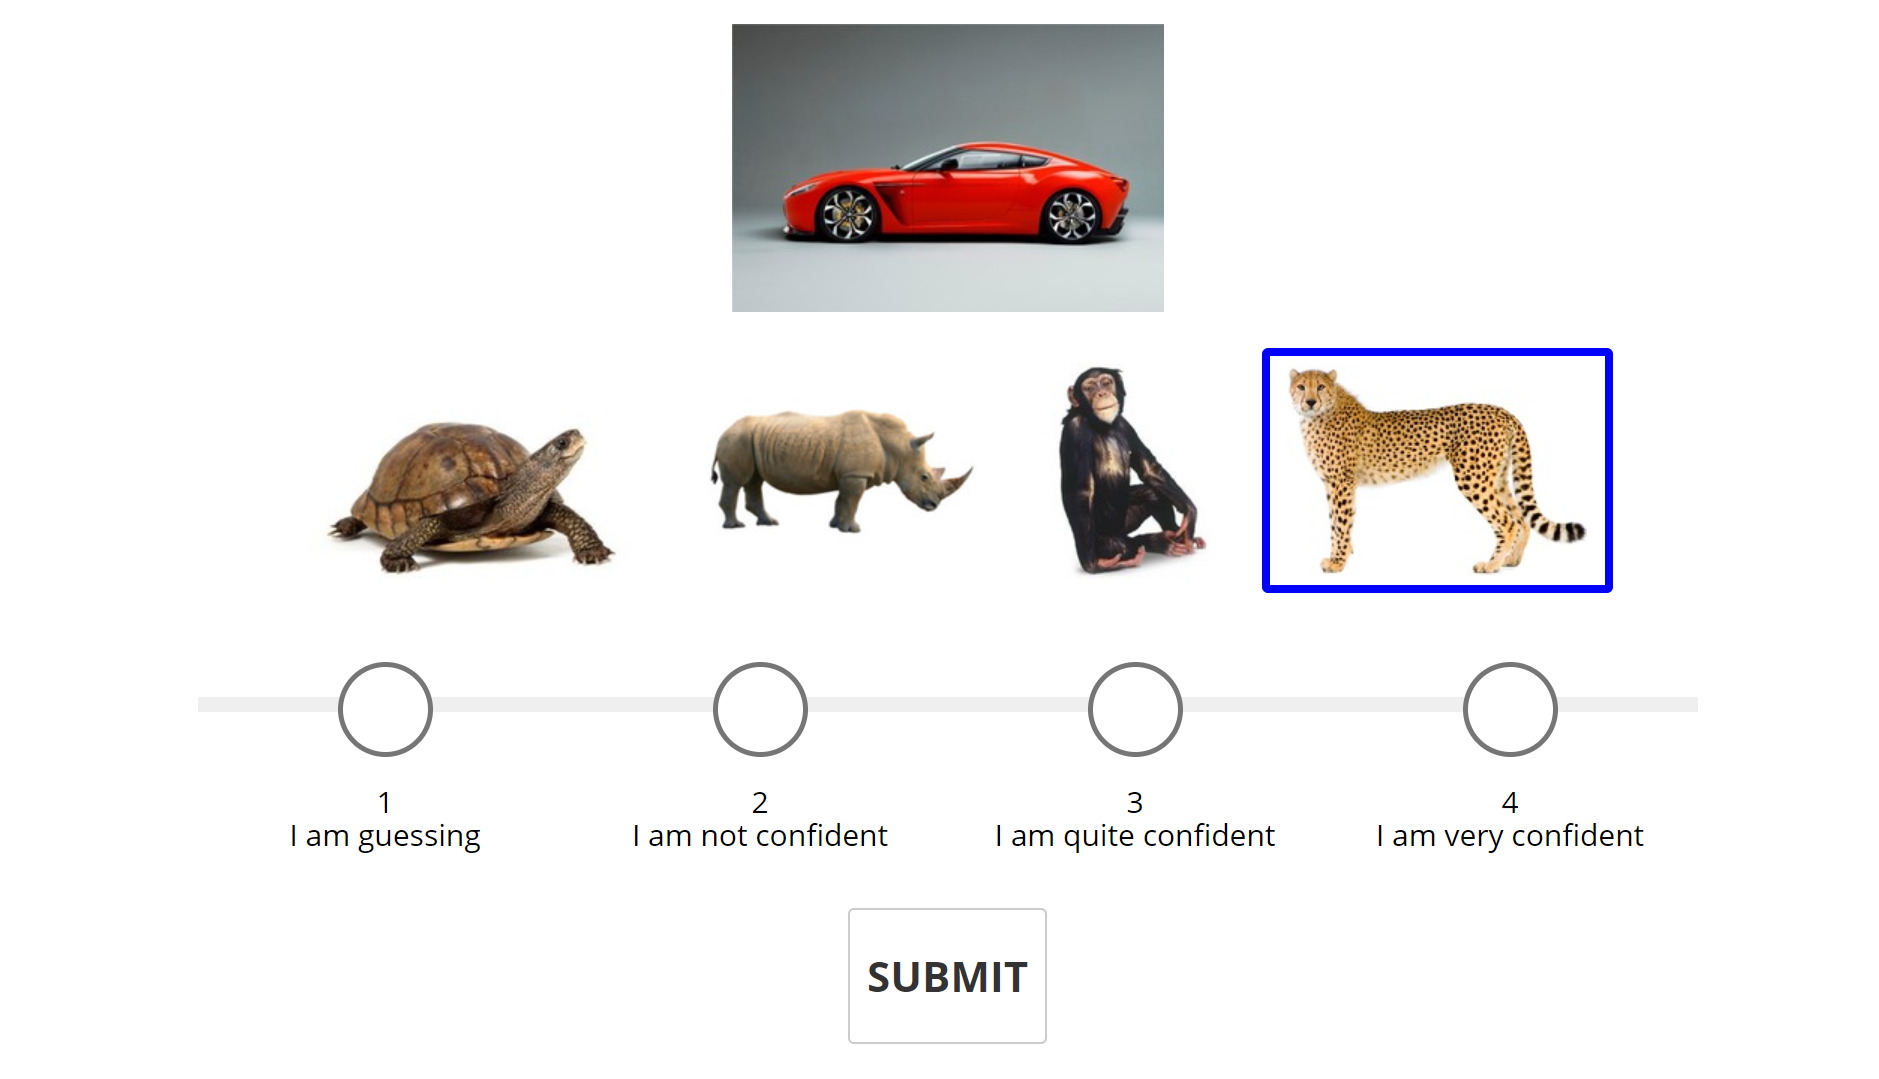 1
I am guessing
2
I am not confident
3
I am quite confident
4
I am very confident
SUBMIT